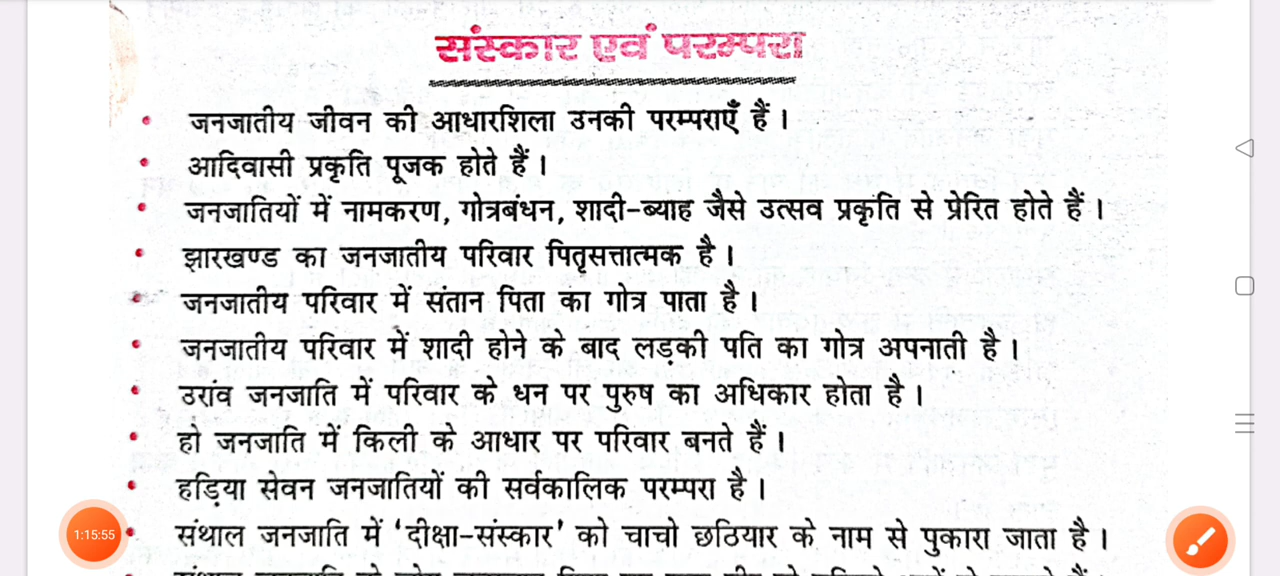 संस्कार एवं परम्परा
• जनजातीय जीवन की आधारशिला उनकी परम्पराएँ हैं ।
• आदिवासी प्रकृति पूजक होते हैं ।
• जनजातियों में नामकरण, गोत्रबंधन, शादी-ब्याह जैसे उत्सव प्रकृति से प्रेरित होते हैं ।
• झारखण्ड का जनजातीय परिवार पितृसत्तात्मक है ।
• जनजातीय परिवार में संतान पिता का गोत्र पाता है ।
• जनजातीय परिवार में शादी होने के बाद लड़की पति का गोत्र अपनाती है ।
• उरांव जनजाति में परिवार के धन पर पुरुष का अधिकार होता है ।
• हो जनजाति में किली के आधार पर परिवार बनते हैं ।
• हड़िया सेवन जनजातियों की सर्वकालिक परम्परा है ।
• संथाल जनजाति में ‘दीक्षा-संस्कार’ को चाचो छठियार के नाम से पुकारा जाता है ।
1:15:55